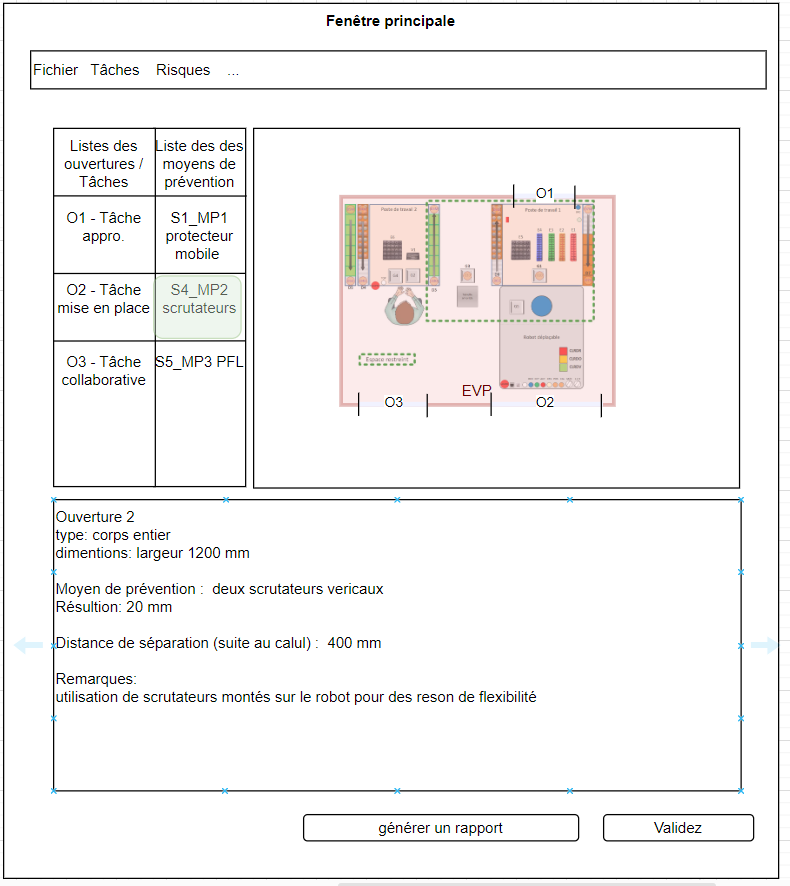 Fenêtre principale
Fichier Tâches Risques ...
Listes des
ouvertures /
Tâches
Liste des des
moyens de
prévention
O1 - Tâche
appro.
S1_MP1
protecteur
mobile
O2 - Tâche
mise en place
S4_MP2
scrutateurs
O3 - Tâche
collaborative
S5_MP3 PFL
O1
Poste de travail 2
Poste de travail 1
Robot
Espace restreint
EVP
O3
O2
Ouverture 2
type: corps entier
dimentions: largeur 1200 mm
Moyen de prévention : deux scrutateurs vericaux
Résultion: 20 mm
Distance de séparation (suite au calul) : 400 mm
Remarques:
utilisation de scrutateurs montés sur le robot pour des reson de flexibilité
générer un rapport
Validez